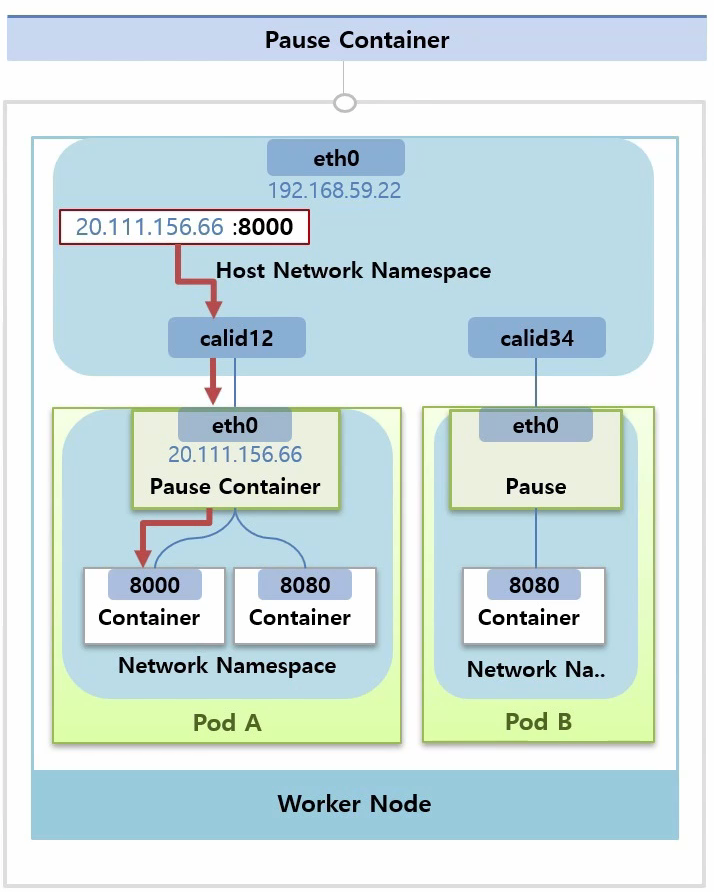 Pause Container
eth0
192.168.59.22
20.111.156.66 :8000
Host Network Namespace
calid12
calid34
eth0
20.111.156.66
Pause Container
eth0
Pause
8000
Container
8080
Container
8080
Container
Network Namespace
Network Na..
Pod A
Pod B
Worker Node